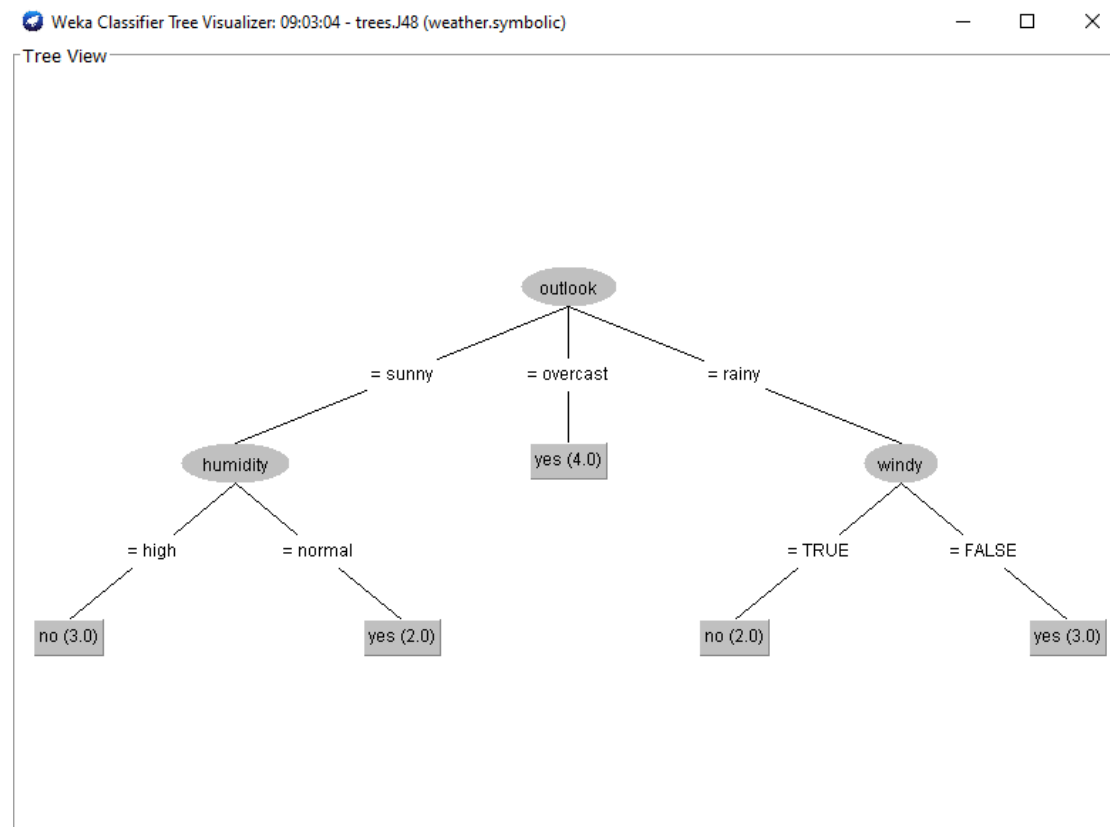 Weka Classifier Tree Visualizer: 09:03:04 - trees.J48 (weather.symbolic)
Tree View
outlook
= sunny
= overcast
= rainy
humidity
yes (4.0)
windy
= high
= normal
= TRUE
= FALSE
no (3.0)
yes (2.0)
no (2.0)
yes (3.0)